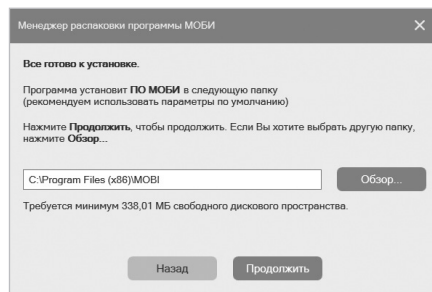 Менеджер распаковки программы МОБИ
Все готово к установке.
Программа установит ПО МОБИ в следующую папку
(рекомендуем использовать параметры по умолчанию)
Нажмите Продолжить, чтобы продолжить. Если Вы хотите выбрать другую папку,
нажмите Обзор...
C:\Program Files (x86)\MOBI
Обзор...
Требуется минимум 338,01 МБ свободного дискового пространства.
Назад
Продолжить